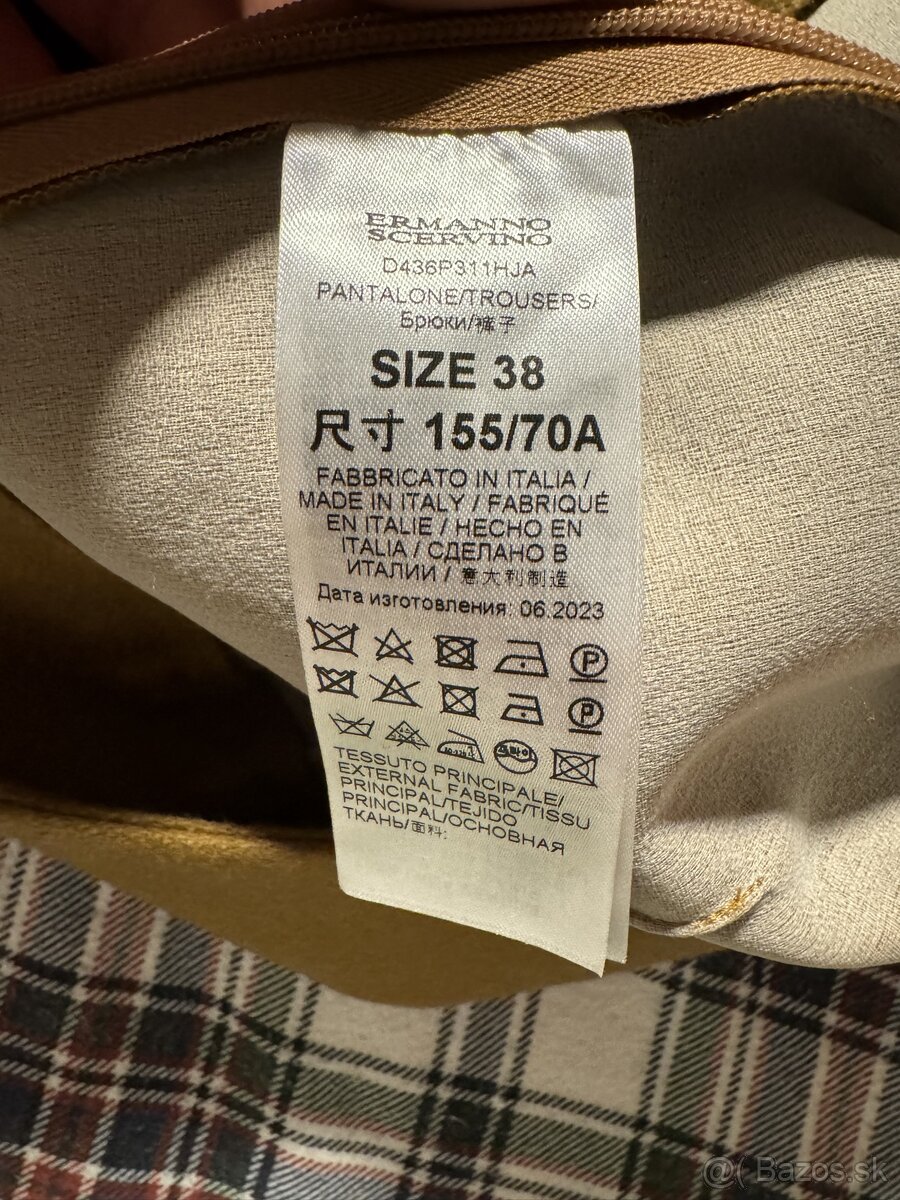 ERMANNO
SCERVINO
D436P311HJA
PANTALONE/TROUSERS/
Брюки/褲子
SIZE 38
尺寸 155/70A
FABBRICATO IN ITALIA /
MADE IN ITALY / FABRIQUÉ
EN ITALIE / HECHO EN
ITALIA / СДЕЛАНО В
ИТАЛИИ / 意大利制造
Дата изготовления: 06.2023
P
P
TESSUTO PRINCIPALE/
EXTERNAL FABRIC/TISSU
PRINCIPAL/TEJIDO
PRINCIPAL/ОСНОВНАЯ
ТКАНЬ/面料:
Bazos.sk